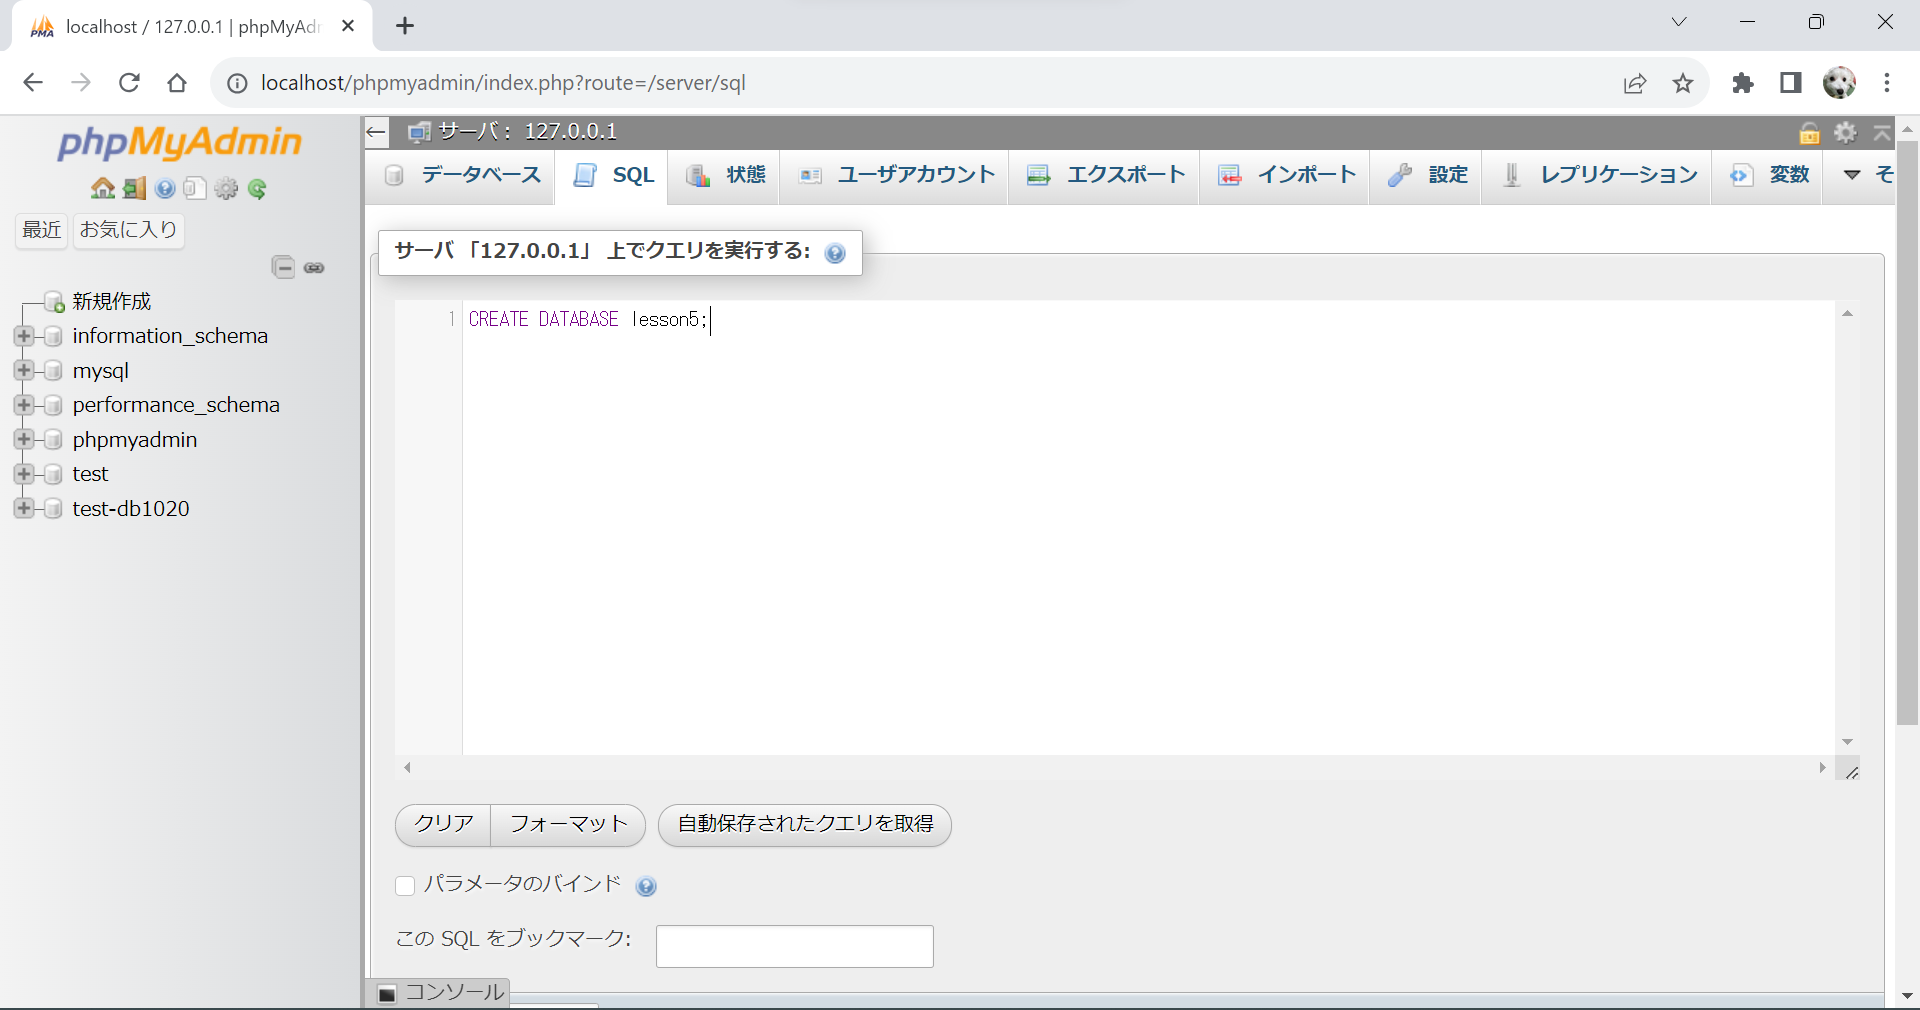 localhost / 127.0.0.1 | phpMyAdm
localhost/phpmyadmin/index.php?route=/server/sql
phpMyAdmin
最近 お気に入り
新規作成
information_schema
mysql
performance_schema
phpmyadmin
test
test-db1020
サーバ: 127.0.0.1
データベース SQL 状態 ユーザアカウント エクスポート インポート 設定 レプリケーション 変数 そ
サーバ 「127.0.0.1」 上でクエリを実行する:
1 CREATE DATABASE lesson5;
クリア フォーマット 自動保存されたクエリを取得
パラメータのバインド
この SQL をブックマーク:
コンソール